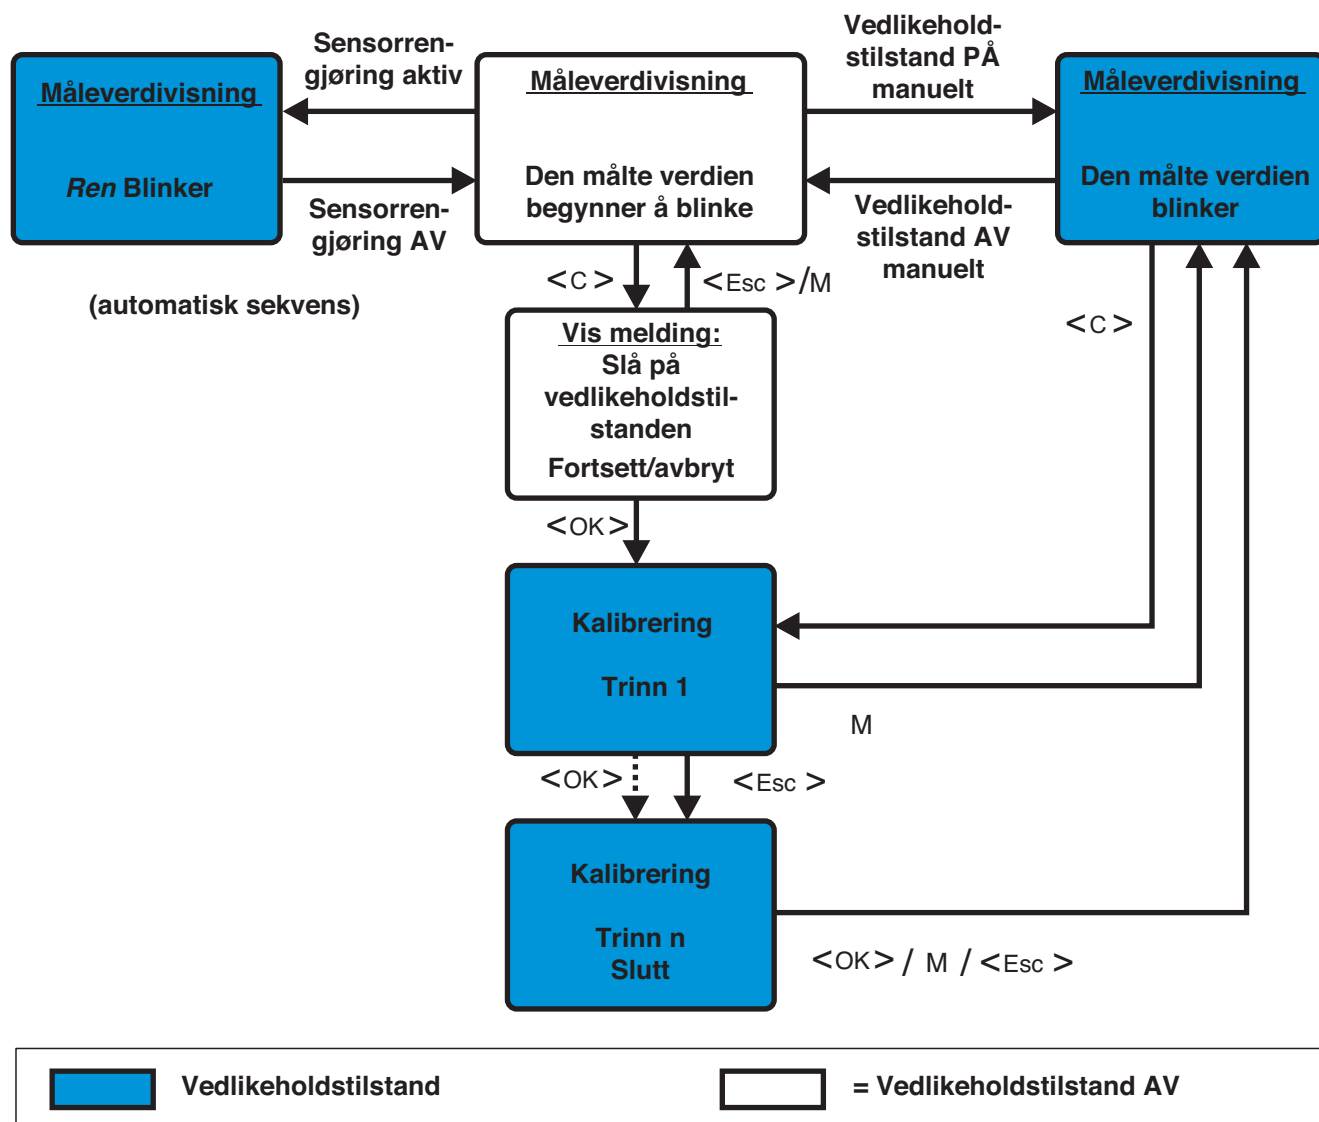 Sensorren-
gjøring aktiv
Vedlikehold-
stilstand PÅ
manuelt
Måleverdivisning
Ren Blinker
Måleverdivisning
Den målte verdien
begynner å blinke
Måleverdivisning
Den målte verdien
blinker
Sensorren-
gjøring AV
Vedlikehold-
stilstand AV
manuelt
(automatisk sekvens)
<C>
<Esc>/M
<C>
Vis melding:
Slå på
vedlikeholdstil-
standen
Fortsett/avbryt
<OK>
Kalibrering
Trinn 1
M
<OK>
<Esc>
Kalibrering
Trinn n
Slutt
<OK> / M / <Esc>
Vedlikeholdstilstand
= Vedlikeholdstilstand AV